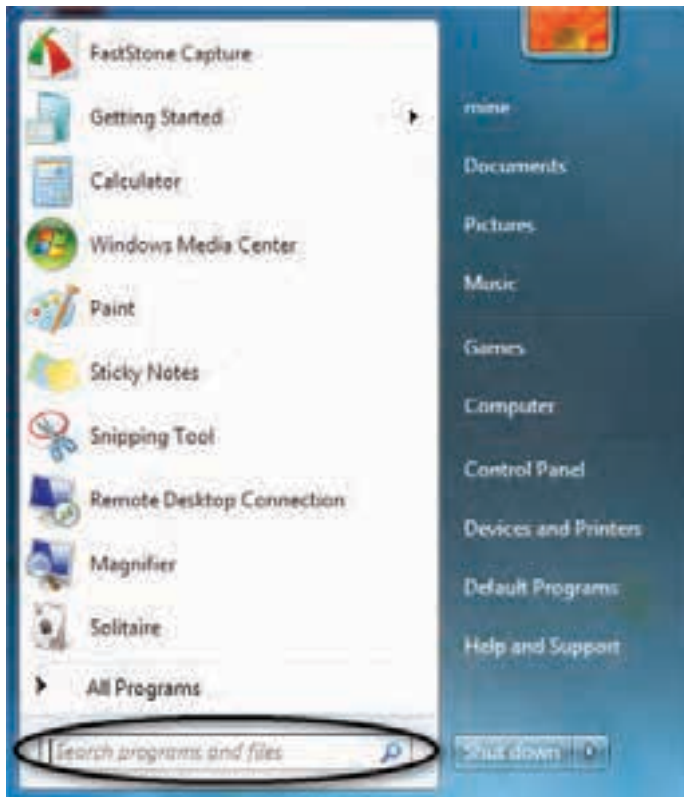 FastStone Capture
Getting Started
Calculator
Windows Media Center
Paint
Sticky Notes
Snipping Tool
Remote Desktop Connection
Magnifier
Solitaire
All Programs
Search programs and files
mine
Documents
Pictures
Music
Games
Computer
Control Panel
Devices and Printers
Default Programs
Help and Support
Shut down